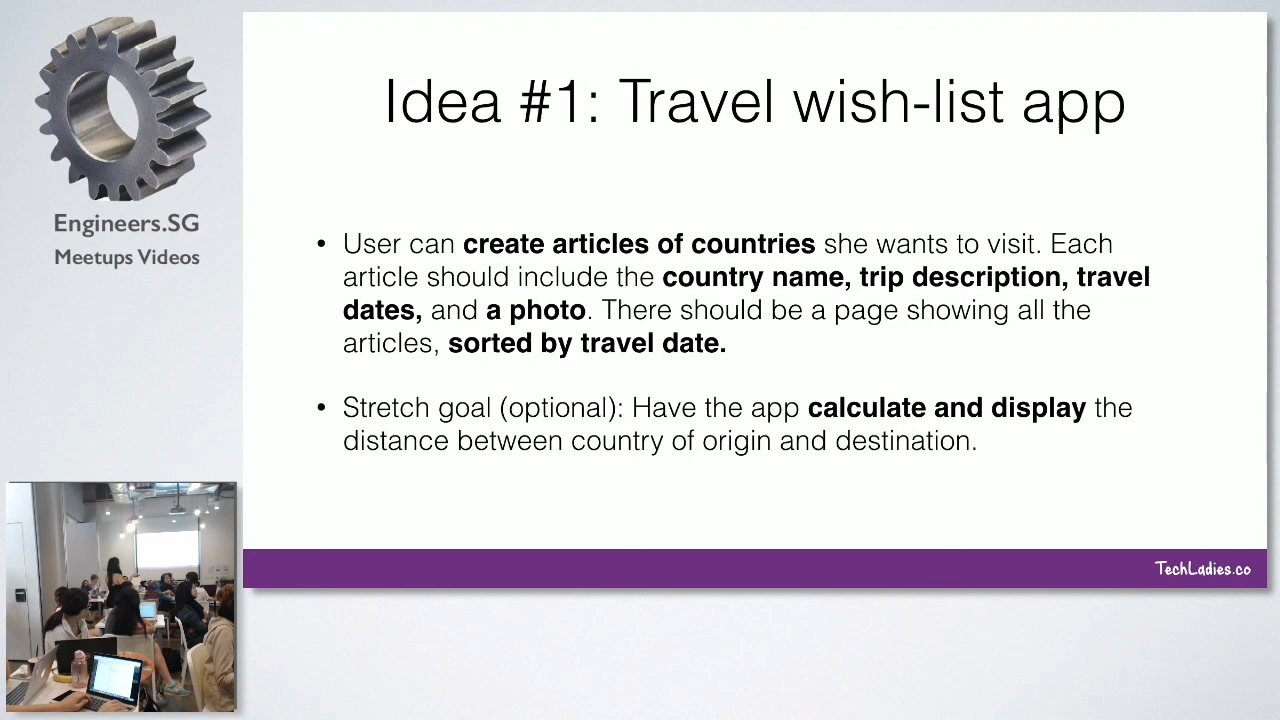 Engineers.SG
Meetups Videos
Idea #1: Travel wish-list app
• User can create articles of countries she wants to visit. Each
article should include the country name, trip description, travel
dates, and a photo. There should be a page showing all the
articles, sorted by travel date.
• Stretch goal (optional): Have the app calculate and display the
distance between country of origin and destination.
TechLadies.co